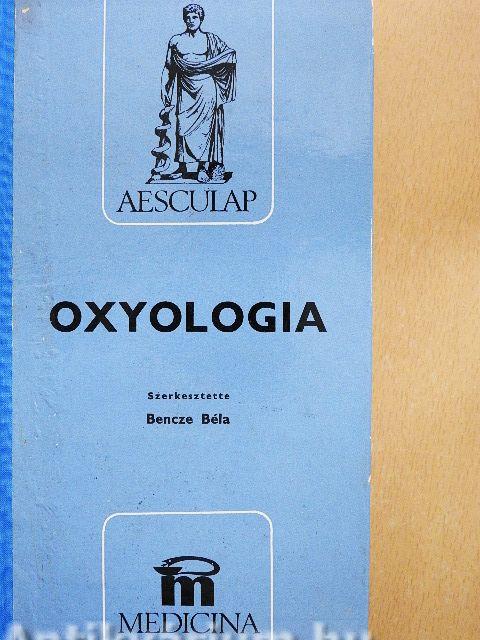 AESCULAP
OXYOLOGIA
Szerkesztette
Bencze Béla
m
MEDICINA